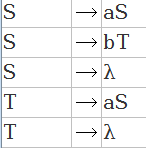 S → aS
S → bT
S → λ
T → aS
T → λ